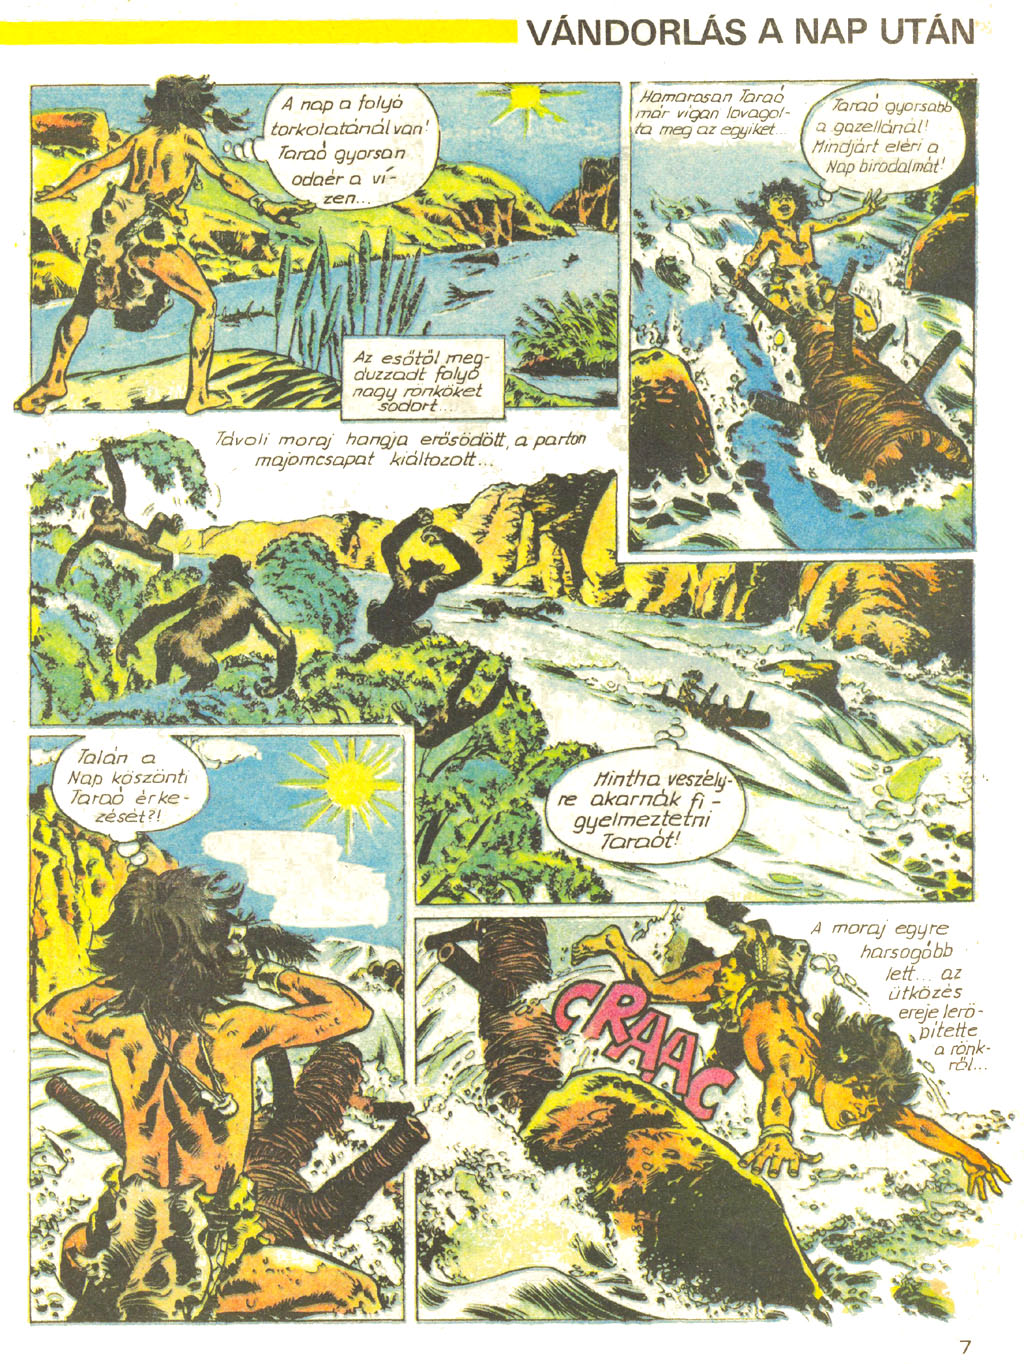 VÁNDORLÁS A NAP UTÁN
A nap a folyó
torkolatánál van!
Taraó gyorsan
odaér a ví-
zen...
Az esőtől meg-
duzzadt folyó
nagy rönköket
sodort...
Hamarosan Taraó
már vígan lovagol-
ta meg az egyiket...
Taraó gyorsabb
a gazellánál!
Mindjárt eléri a
Nap birodalmát!
Távoli moraj hangja erősödött, a parton
majomcsapat kiáltozott...
Mintha veszély-
re akarnák fi-
gyelmeztetni
Taraót!
Talán a
Nap köszönti
Taraó érke-
zését?!
CRAAC
A moraj egyre
harsogóbb
lett... az
ütközés
ereje lerö-
pítette
a rönk-
ről...
7